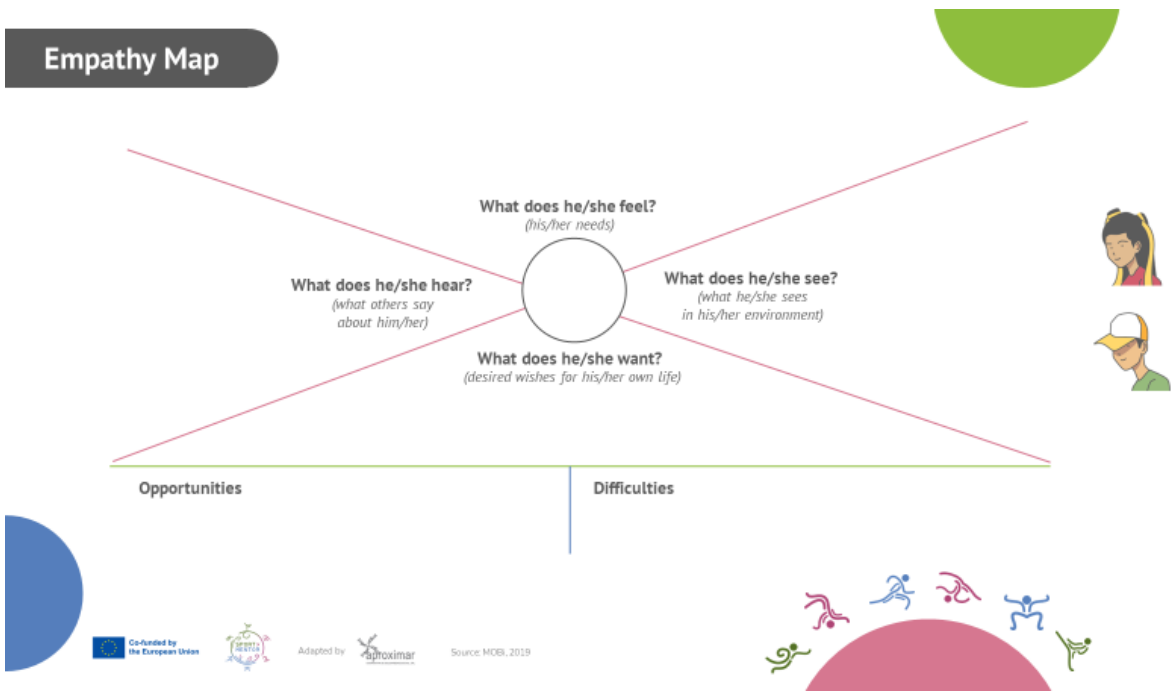 Empathy Map
What does he/she feel?
(his/her needs)
What does he/she hear?
(what others say
about him/her)
What does he/she see?
(what he/she sees
in his/her environment)
What does he/she want?
(desired wishes for his/her own life)
Opportunities
Difficulties
Co-funded by
the European Union
SPORT4
Adapted by
aproximar
Source: MOBi, 2019